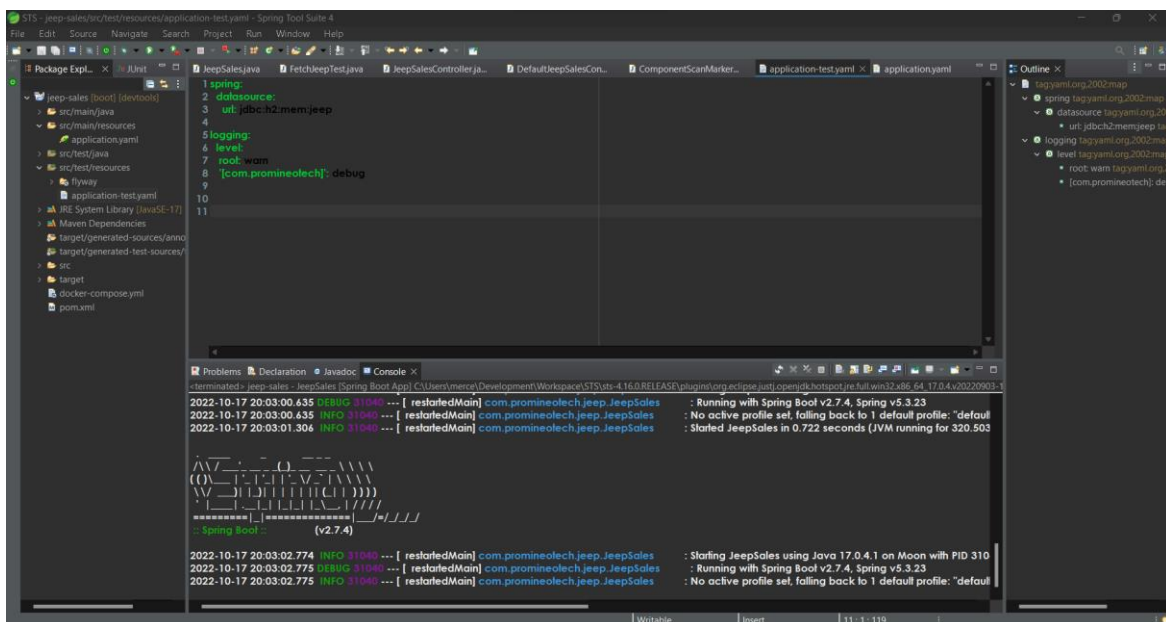 STS - jeep-sales/src/test/resources/application-test.yaml - Spring Tool Suite 4
File Edit Source Navigate Search Project Run Window Help
Package Expl... JUnit
jeep-sales [boot] [devtools]
src/main/java
src/main/resources
application.yaml
src/test/java
src/test/resources
flyway
application-test.yaml
JRE System Library [JavaSE-17]
Maven Dependencies
target/generated-sources/anno
target/generated-test-sources/
src
target
docker-compose.yml
pom.xml
JeepSales.java FetchJeepTest.java JeepSalesController.ja... DefaultJeepSalesCon... ComponentScanMarker... application-test.yaml application.yaml
1 spring:
2 datasource:
3 url: jdbc:h2:mem:jeep
4
5 logging:
6 level:
7 root: warn
8 '[com.promineotech]': debug
9
10
11
Outline
tag:yaml.org,2002:map
spring tag:yaml.org,2002:map
datasource tag:yaml.org,20
url: jdbc:h2:mem:jeep ta
logging tag:yaml.org,2002:ma
level tag:yaml.org,2002:ma
root: warn tag:yaml.org,
[com.promineotech]: de
Problems Declaration Javadoc Console
<terminated> jeep-sales - JeepSales [Spring Boot App] C:\Users\merce\Development\Workspace\STS\sts-4.16.0.RELEASE\plugins\org.eclipse.justj.openjdk.hotspot.jre.full.win32.x86_64_17.0.4.v20220903-1
2022-10-17 20:03:00.635 DEBUG 31040 --- [ restartedMain] com.promineotech.jeep.JeepSales : Running with Spring Boot v2.7.4, Spring v5.3.23
2022-10-17 20:03:00.635 INFO 31040 --- [ restartedMain] com.promineotech.jeep.JeepSales : No active profile set, falling back to 1 default profile: "default
2022-10-17 20:03:01.306 INFO 31040 --- [ restartedMain] com.promineotech.jeep.JeepSales : Started JeepSales in 0.722 seconds (JVM running for 320.503
:: Spring Boot :: (v2.7.4)
2022-10-17 20:03:02.774 INFO 31040 --- [ restartedMain] com.promineotech.jeep.JeepSales : Starting JeepSales using Java 17.0.4.1 on Moon with PID 310
2022-10-17 20:03:02.775 DEBUG 31040 --- [ restartedMain] com.promineotech.jeep.JeepSales : Running with Spring Boot v2.7.4, Spring v5.3.23
2022-10-17 20:03:02.775 INFO 31040 --- [ restartedMain] com.promineotech.jeep.JeepSales : No active profile set, falling back to 1 default profile: "default
Writable Insert 11 : 1 : 119